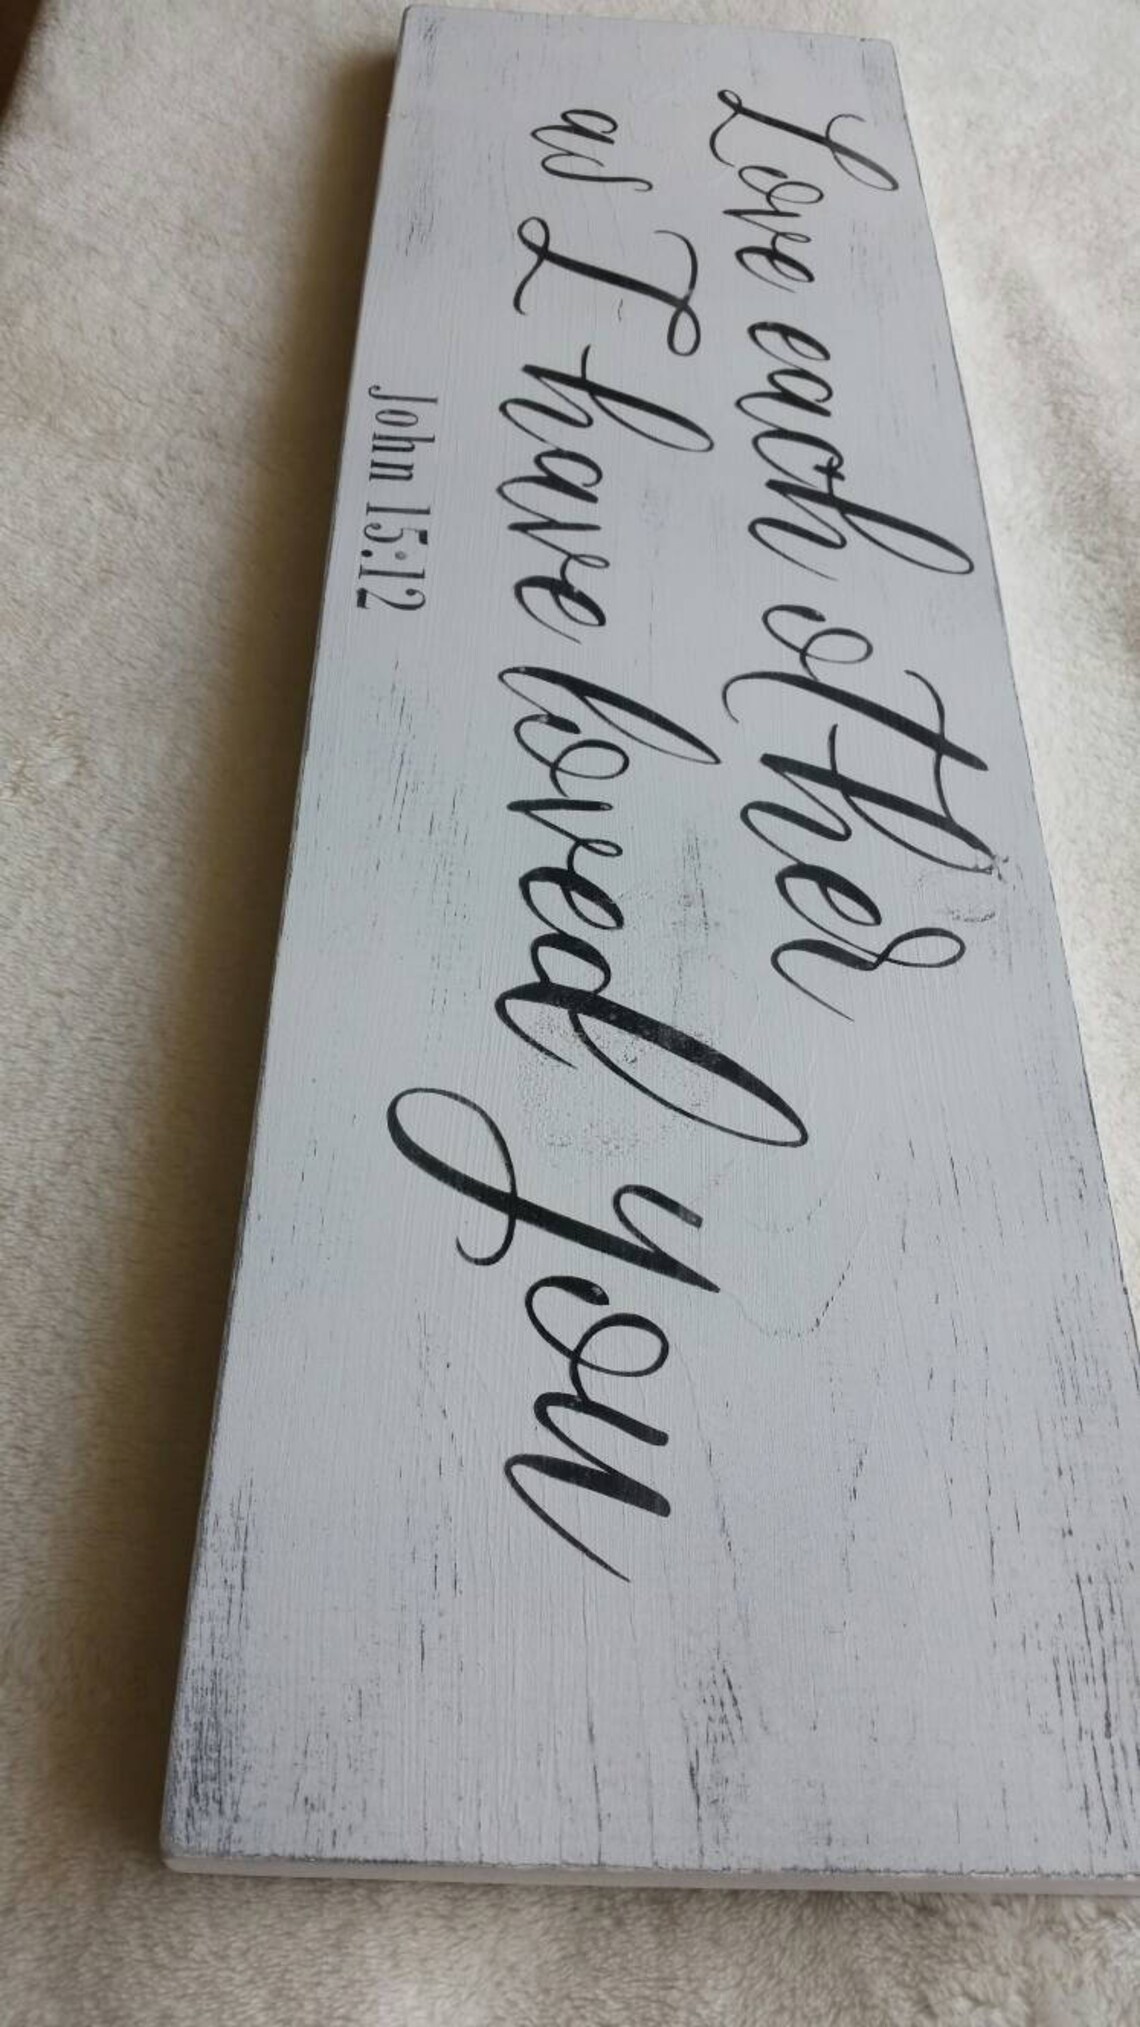 Love each other
as I have loved you
John 15:12